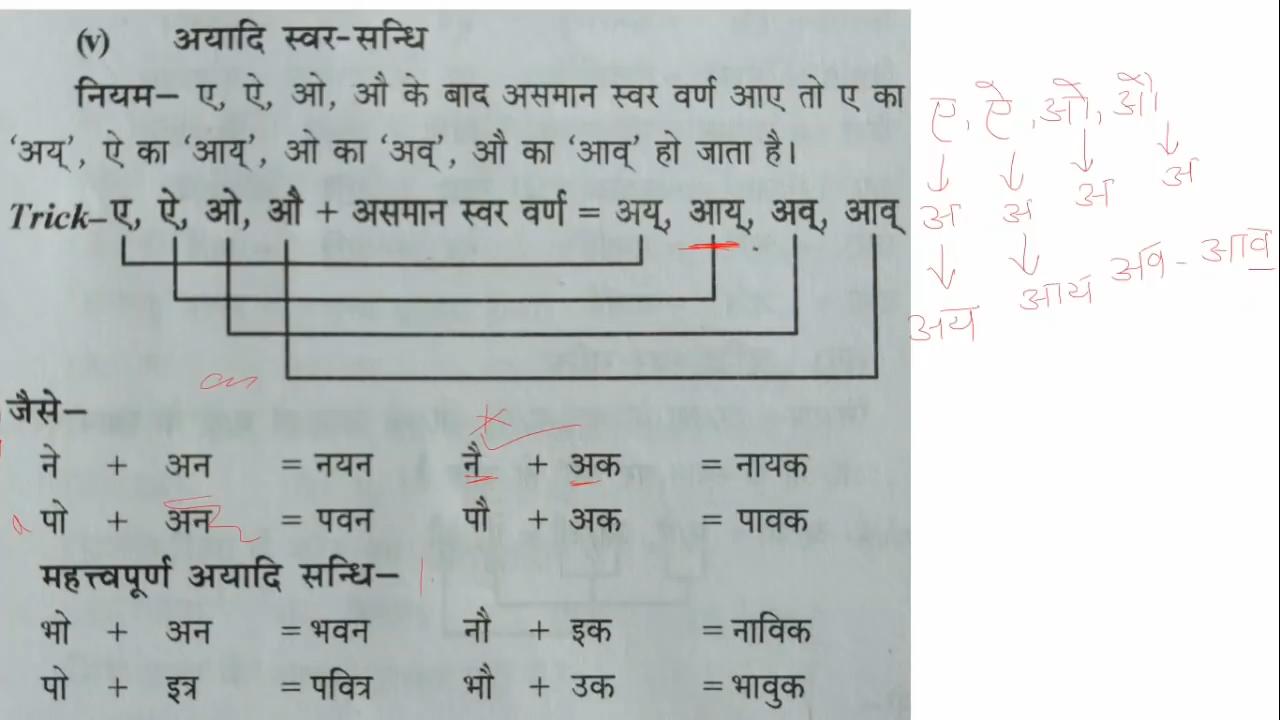 (v) अयादि स्वर-सन्धि
नियम– ए, ऐ, ओ, औ के बाद असमान स्वर वर्ण आए तो ए का
'अय्', ऐ का 'आय्', ओ का 'अव्', औ का 'आव्' हो जाता है।
Trick–ए, ऐ, ओ, औ + असमान स्वर वर्ण = अय्, आय्, अव्, आव्
जैसे–
ने + अन = नयन नै + अक = नायक
पो + अन = पवन पौ + अक = पावक
महत्त्वपूर्ण अयादि सन्धि–
भो + अन = भवन नौ + इक = नाविक
पो + इत्र = पवित्र भौ + उक = भावुक
ए, ऐ, ओ, औ
अ अ अ अ
अय आय अव - आव